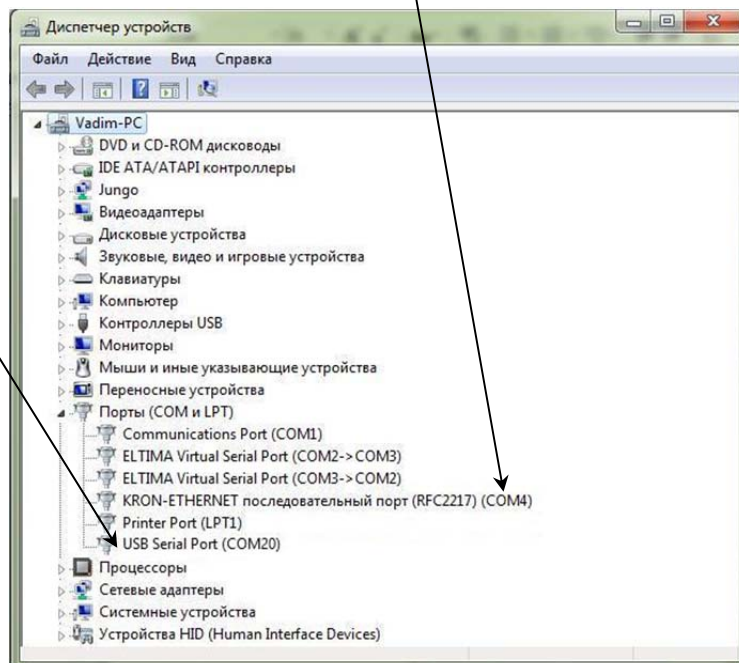 Диспетчер устройств
Файл Действие Вид Справка
Vadim-PC
DVD и CD-ROM дисководы
IDE ATA/ATAPI контроллеры
Jungo
Видеоадаптеры
Дисковые устройства
Звуковые, видео и игровые устройства
Клавиатуры
Компьютер
Контроллеры USB
Мониторы
Мыши и иные указывающие устройства
Переносные устройства
Порты (COM и LPT)
Communications Port (COM1)
ELTIMA Virtual Serial Port (COM2->COM3)
ELTIMA Virtual Serial Port (COM3->COM2)
KRON-ETHERNET последовательный порт (RFC2217) (COM4)
Printer Port (LPT1)
USB Serial Port (COM20)
Процессоры
Сетевые адаптеры
Системные устройства
Устройства HID (Human Interface Devices)